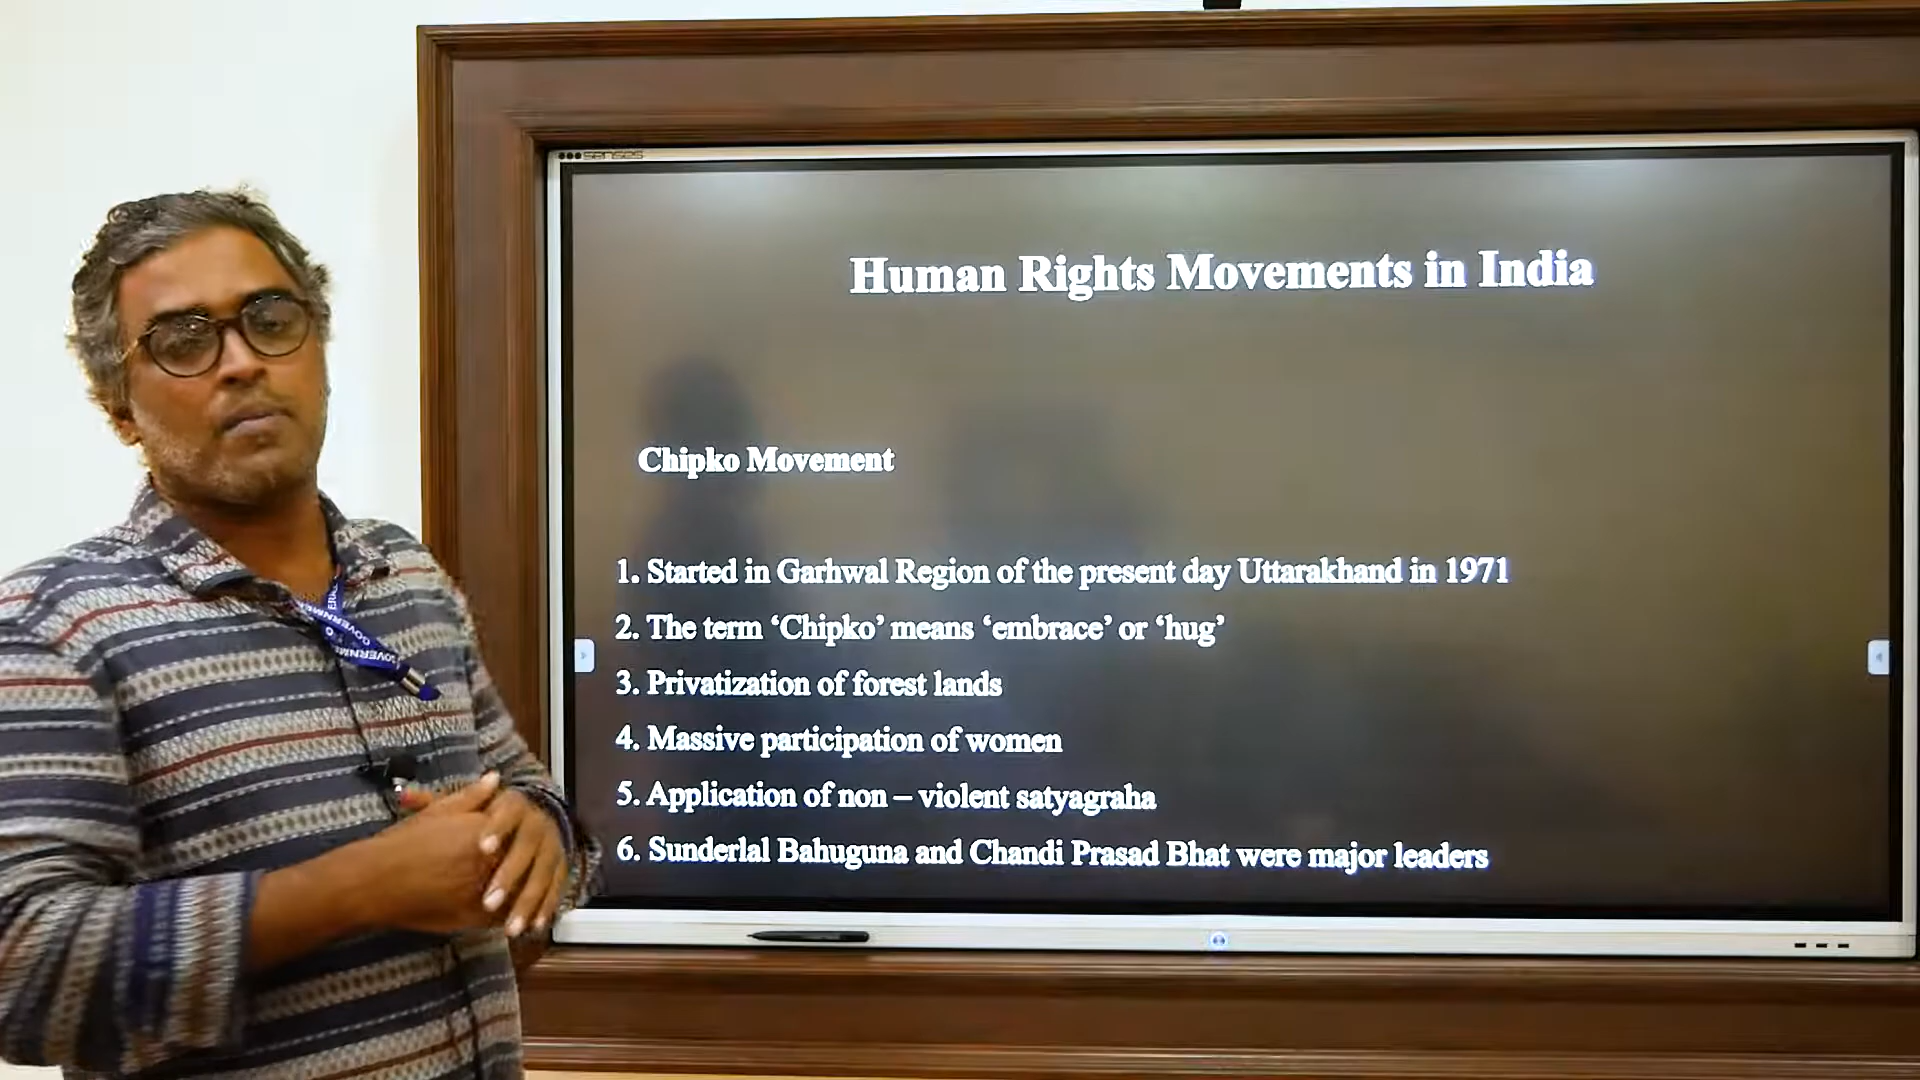 senses
Human Rights Movements in India
Chipko Movement
1. Started in Garhwal Region of the present day Uttarakhand in 1971
2. The term ‘Chipko’ means ‘embrace’ or ‘hug’
3. Privatization of forest lands
4. Massive participation of women
5. Application of non – violent satyagraha
6. Sunderlal Bahuguna and Chandi Prasad Bhat were major leaders